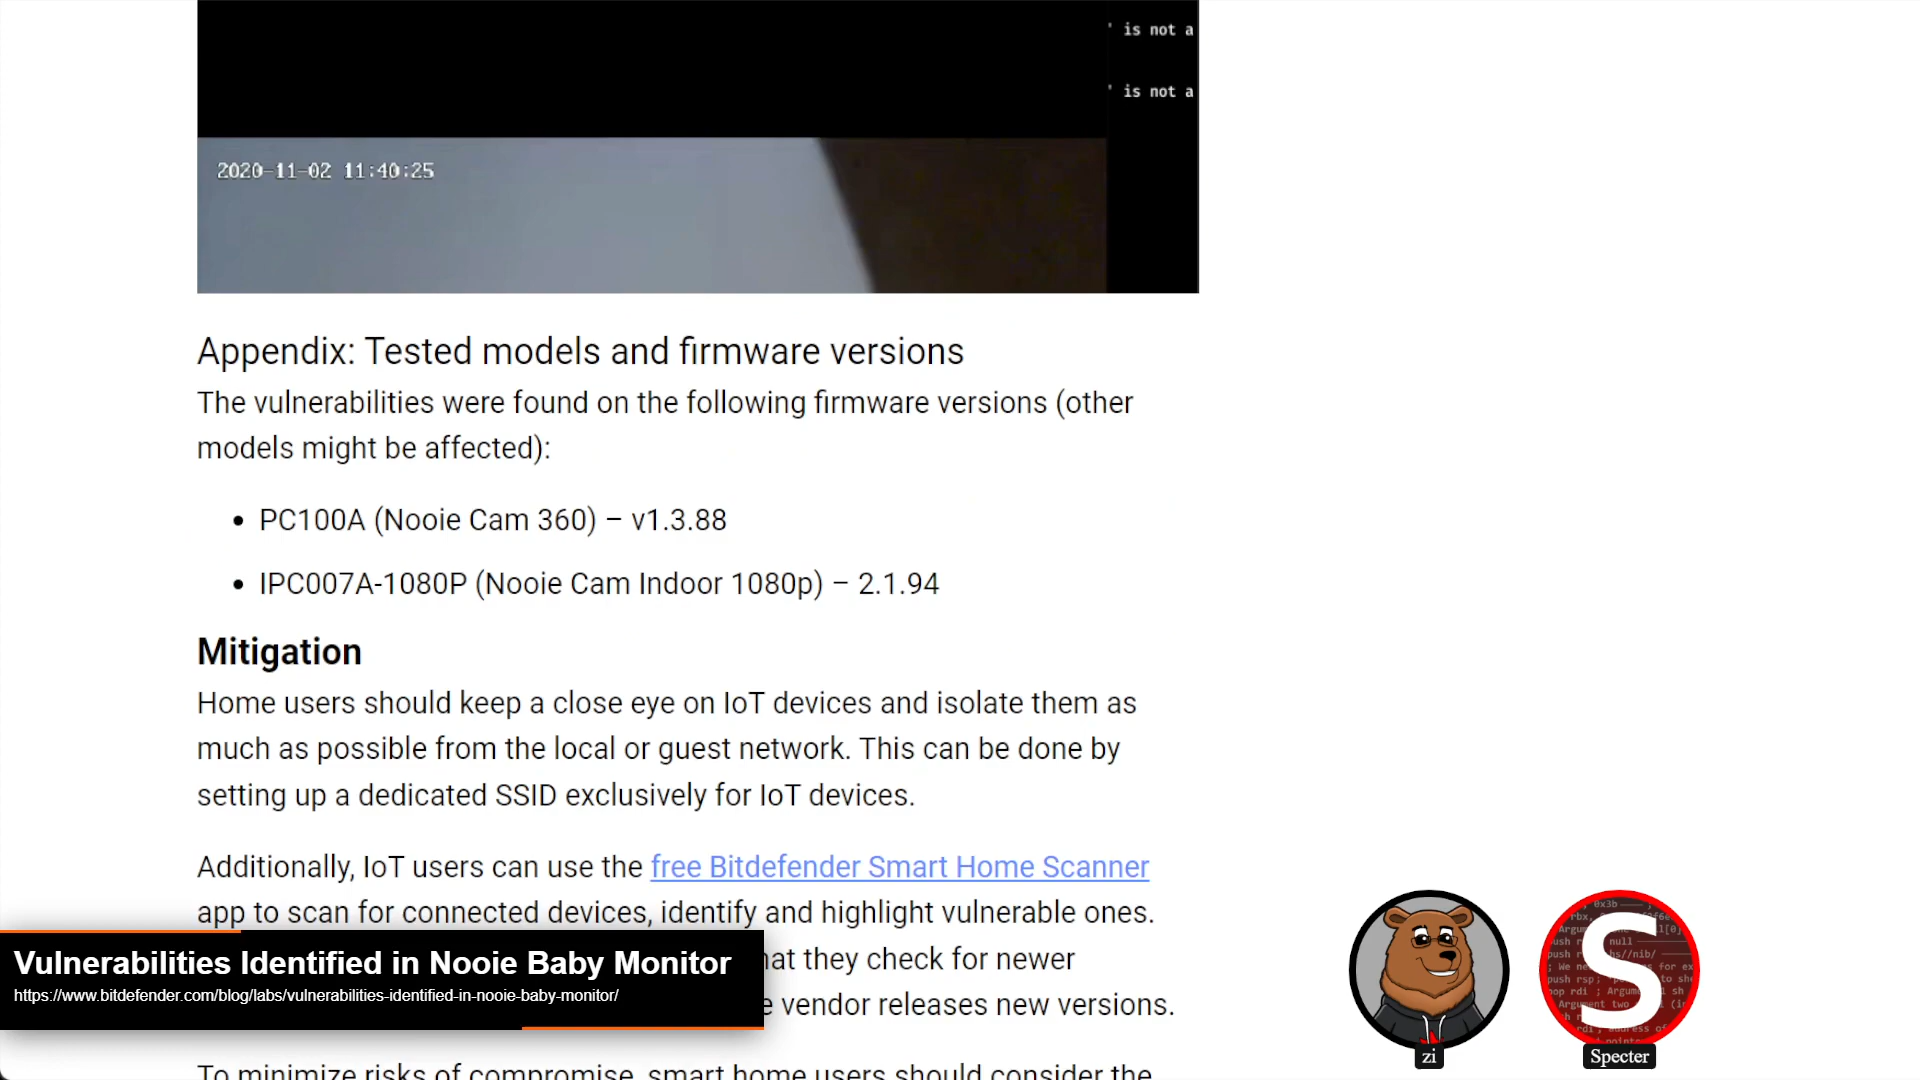 ' is not a
' is not a
2020-11-02 11:40:25
Appendix: Tested models and firmware versions
The vulnerabilities were found on the following firmware versions (other
models might be affected):
• PC100A (Nooie Cam 360) – v1.3.88
• IPC007A-1080P (Nooie Cam Indoor 1080p) – 2.1.94
Mitigation
Home users should keep a close eye on IoT devices and isolate them as
much as possible from the local or guest network. This can be done by
setting up a dedicated SSID exclusively for IoT devices.
Additionally, IoT users can use the free Bitdefender Smart Home Scanner
app to scan for connected devices, identify and highlight vulnerable ones.
they check for newer
vendor releases new versions.
To minimize risks of compromise, smart home users should consider the
Vulnerabilities Identified in Nooie Baby Monitor
https://www.bitdefender.com/blog/labs/vulnerabilities-identified-in-nooie-baby-monitor/
zi
S
Specter